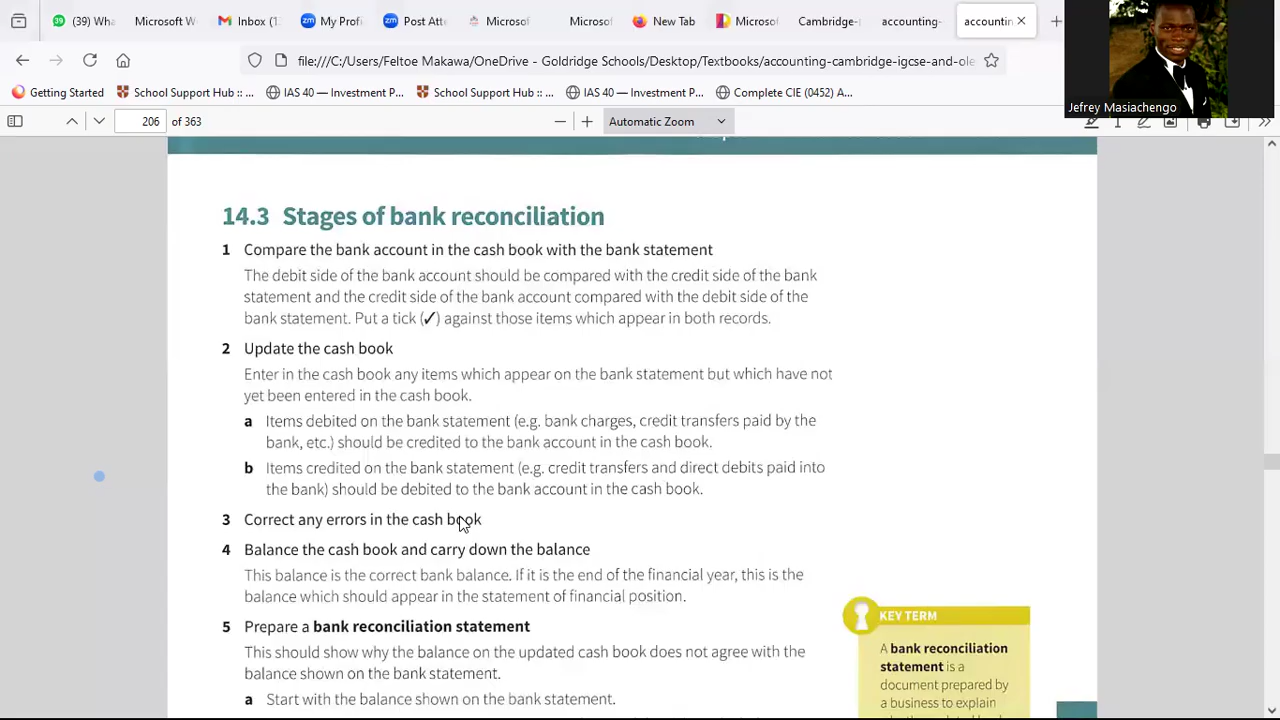 (39) Wha
Microsoft W
Inbox (1
My Profi
Post Atte
Microsof
Microsof
New Tab
Microso
Cambridge-
accounting-
accountin
file:///C:/Users/Feltoe Makawa/OneDrive - Goldridge Schools/Desktop/Textbooks/accounting-cambridge-igcse-and-ole
Getting Started
School Support Hub ::...
IAS 40 — Investment P...
School Support Hub ::...
IAS 40 — Investment P...
Complete CIE (0452) A...
Jefrey Masiachengo
206 of 363
Automatic Zoom
14.3 Stages of bank reconciliation
1 Compare the bank account in the cash book with the bank statement
The debit side of the bank account should be compared with the credit side of the bank
statement and the credit side of the bank account compared with the debit side of the
bank statement. Put a tick (✓) against those items which appear in both records.
2 Update the cash book
Enter in the cash book any items which appear on the bank statement but which have not
yet been entered in the cash book.
a Items debited on the bank statement (e.g. bank charges, credit transfers paid by the
bank, etc.) should be credited to the bank account in the cash book.
b Items credited on the bank statement (e.g. credit transfers and direct debits paid into
the bank) should be debited to the bank account in the cash book.
3 Correct any errors in the cash book
4 Balance the cash book and carry down the balance
This balance is the correct bank balance. If it is the end of the financial year, this is the
balance which should appear in the statement of financial position.
5 Prepare a bank reconciliation statement
This should show why the balance on the updated cash book does not agree with the
balance shown on the bank statement.
a Start with the balance shown on the bank statement.
KEY TERM
A bank reconciliation
statement is a
document prepared by
a business to explain